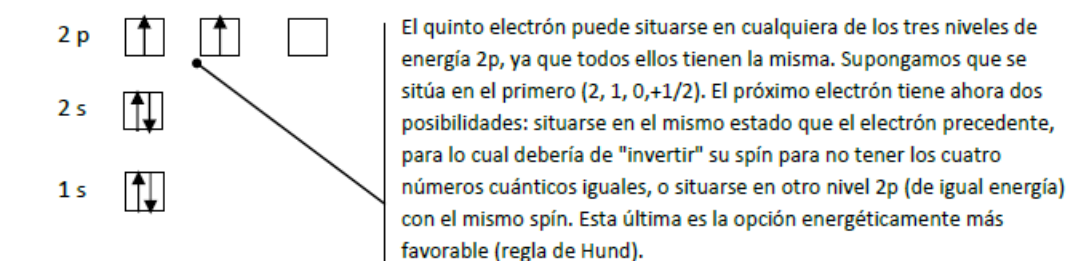 2 p
2 s
1 s
El quinto electrón puede situarse en cualquiera de los tres niveles de
energía 2p, ya que todos ellos tienen la misma. Supongamos que se
sitúa en el primero (2, 1, 0,+1/2). El próximo electrón tiene ahora dos
posibilidades: situarse en el mismo estado que el electrón precedente,
para lo cual debería de "invertir" su spín para no tener los cuatro
números cuánticos iguales, o situarse en otro nivel 2p (de igual energía)
con el mismo spín. Esta última es la opción energéticamente más
favorable (regla de Hund).